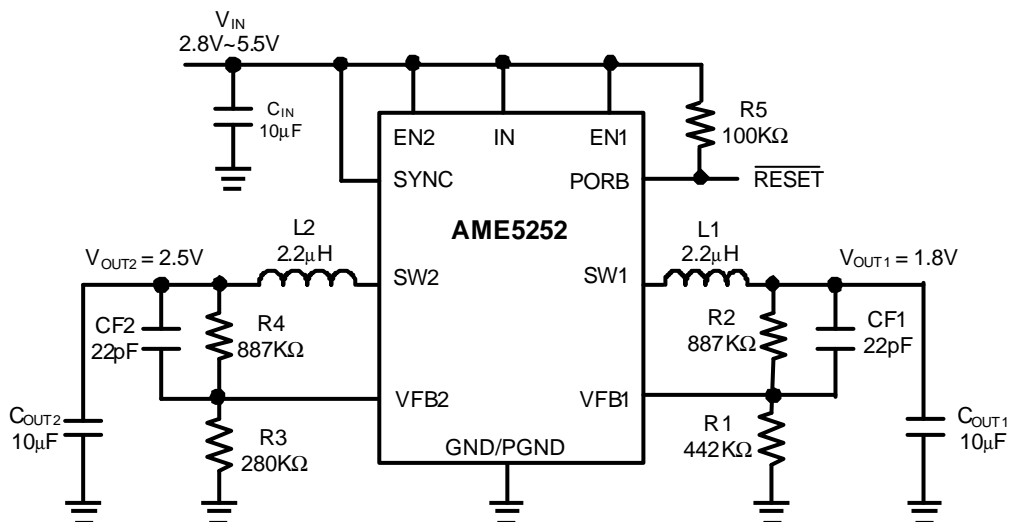 VIN
2.8V~5.5V
CIN
10μF
EN2
IN
EN1
R5
100KΩ
SYNC
PORB
RESET
AME5252
L2
2.2μH
L1
2.2μH
VOUT2 = 2.5V
SW2
SW1
VOUT1 = 1.8V
CF2
22pF
R4
887KΩ
R2
887KΩ
CF1
22pF
VFB2
VFB1
COUT2
10μF
R3
280KΩ
GND/PGND
R1
442KΩ
COUT1
10μF